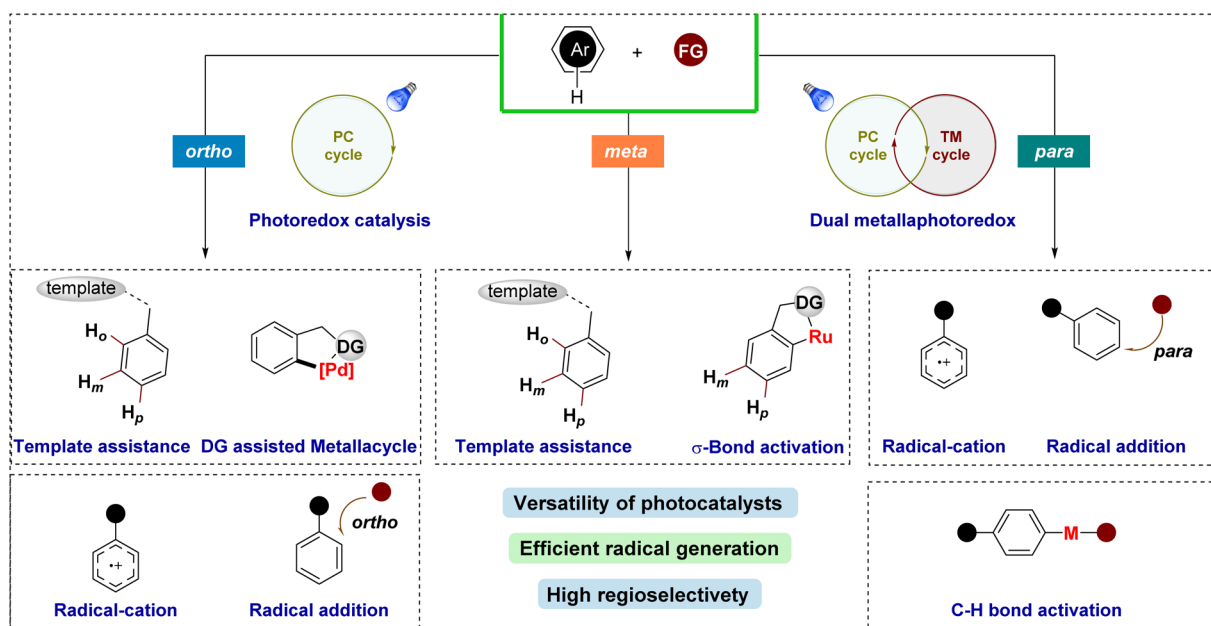 Ar
+
FG
H
PC
cycle
PC
cycle
TM
cycle
ortho
meta
para
Photoredox catalysis
Dual metallaphotoredox
template
Ho
Hm
Hp
DG
[Pd]
Template assistance
DG assisted Metallacycle
template
Ho
Hm
Hp
DG
Ru
Hm
Hp
Template assistance
σ-Bond activation
•+
para
Radical-cation
Radical addition
•+
ortho
Radical-cation
Radical addition
Versatility of photocatalysts
Efficient radical generation
High regioselectivety
M
C-H bond activation